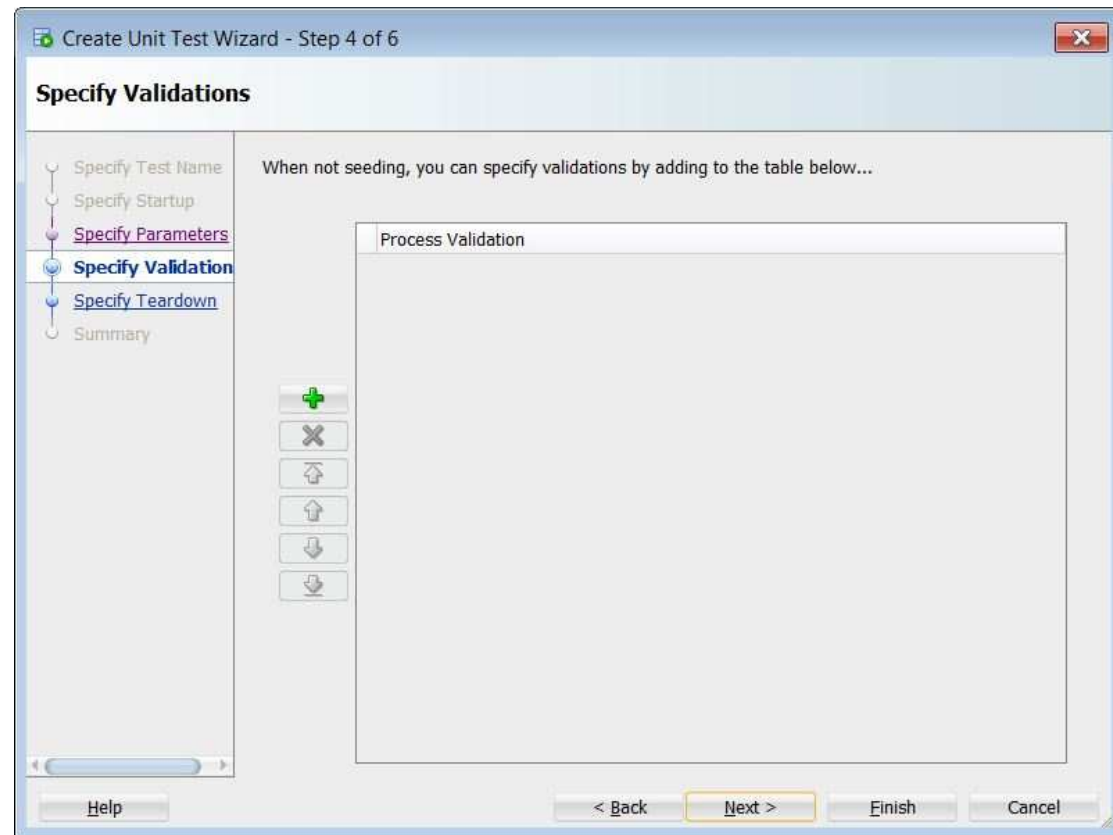 Create Unit Test Wizard - Step 4 of 6
Specify Validations
Specify Test Name
Specify Startup
Specify Parameters
Specify Validation
Specify Teardown
Summary
When not seeding, you can specify validations by adding to the table below...
Process Validation
Help
< Back
Next >
Finish
Cancel